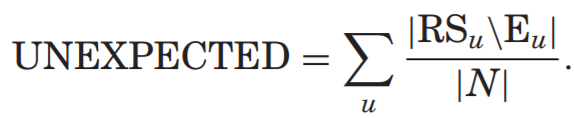 UNEXPECTED = ∑_u |RS_u\E_u| / |N|.